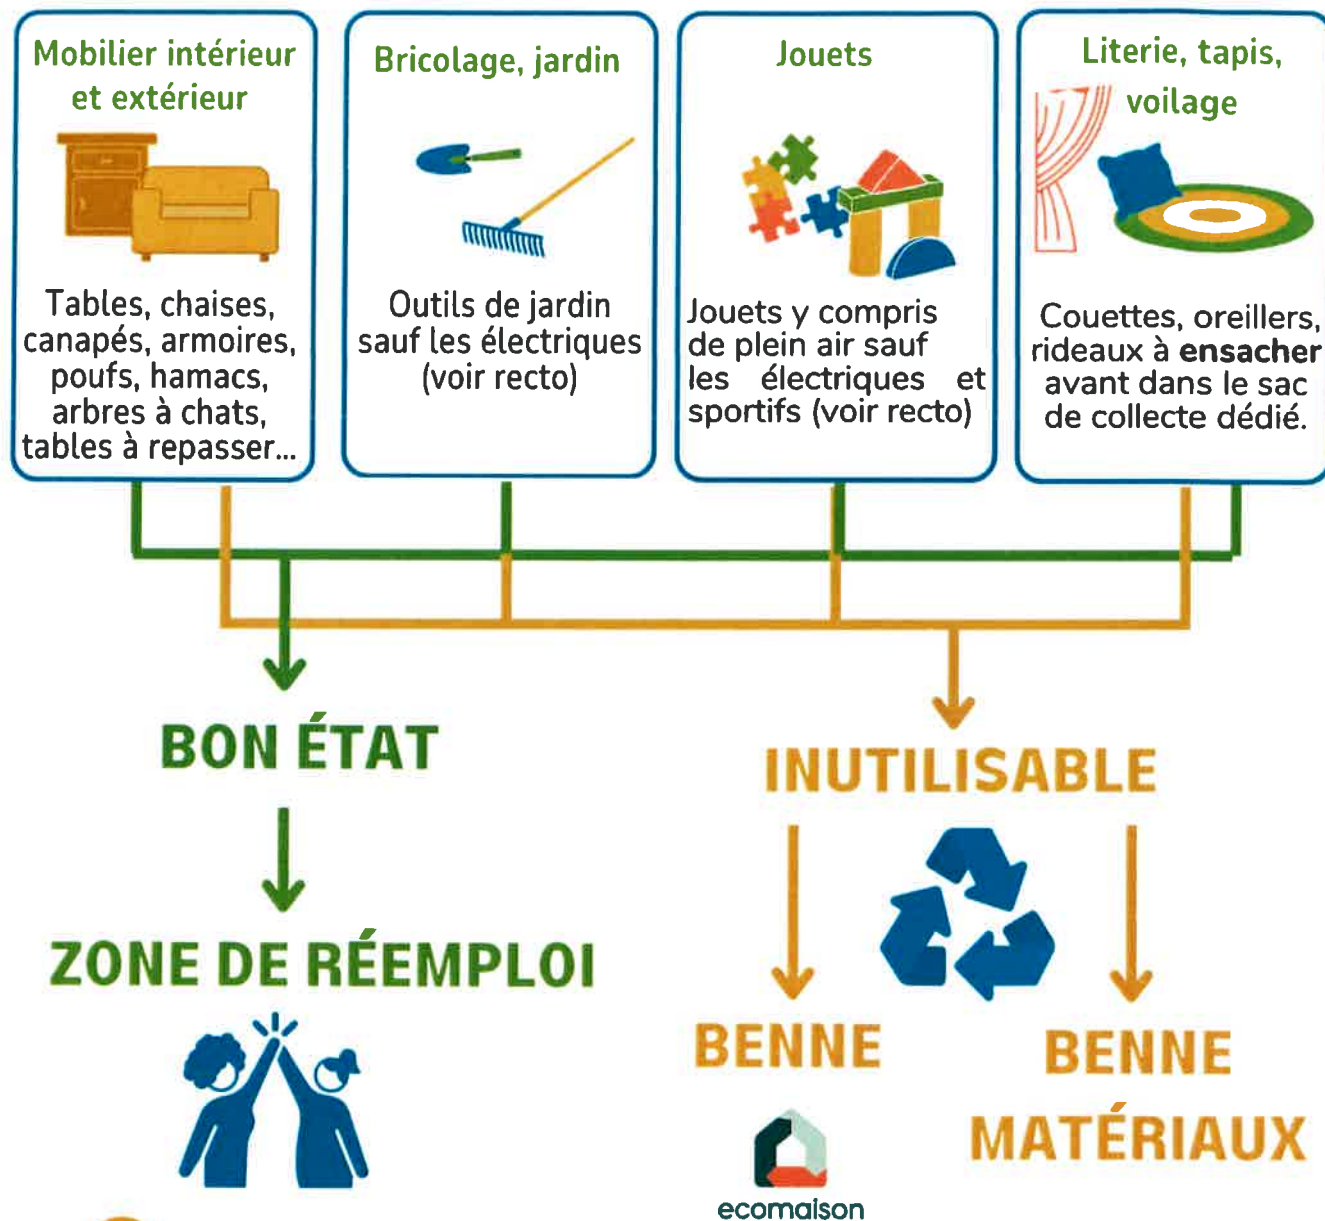 Mobilier intérieur
et extérieur
Tables, chaises,
canapés, armoires,
poufs, hamacs,
arbres à chats,
tables à repasser...
Bricolage, jardin
Outils de jardin
sauf les électriques
(voir recto)
Jouets
Jouets y compris
de plein air sauf
les électriques et
sportifs (voir recto)
Literie, tapis,
voilage
Couettes, oreillers,
rideaux à ensacher
avant dans le sac
de collecte dédié.
BON ÉTAT
INUTILISABLE
ZONE DE RÉEMPLOI
BENNE
ecomaison
BENNE
MATÉRIAUX